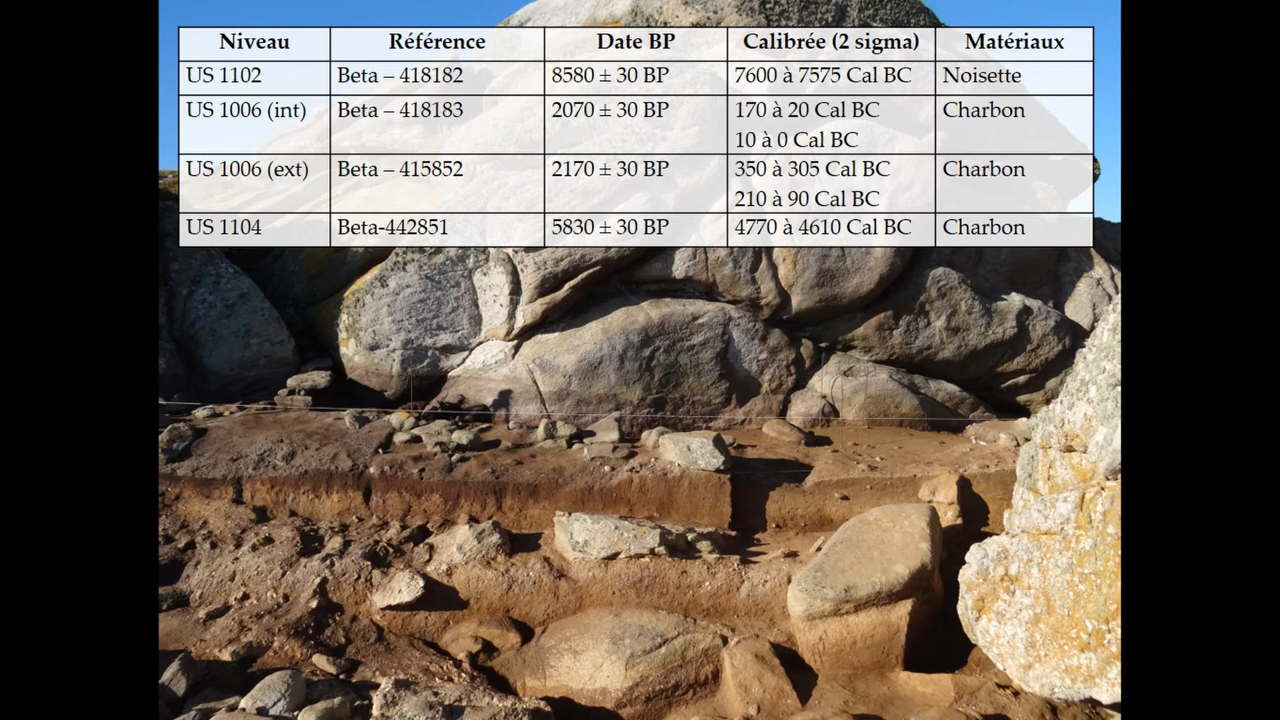 Niveau Référence Date BP Calibrée (2 sigma) Matériaux
US 1102 Beta – 418182 8580 ± 30 BP 7600 à 7575 Cal BC Noisette
US 1006 (int) Beta – 418183 2070 ± 30 BP 170 à 20 Cal BC Charbon
10 à 0 Cal BC
US 1006 (ext) Beta – 415852 2170 ± 30 BP 350 à 305 Cal BC Charbon
210 à 90 Cal BC
US 1104 Beta-442851 5830 ± 30 BP 4770 à 4610 Cal BC Charbon